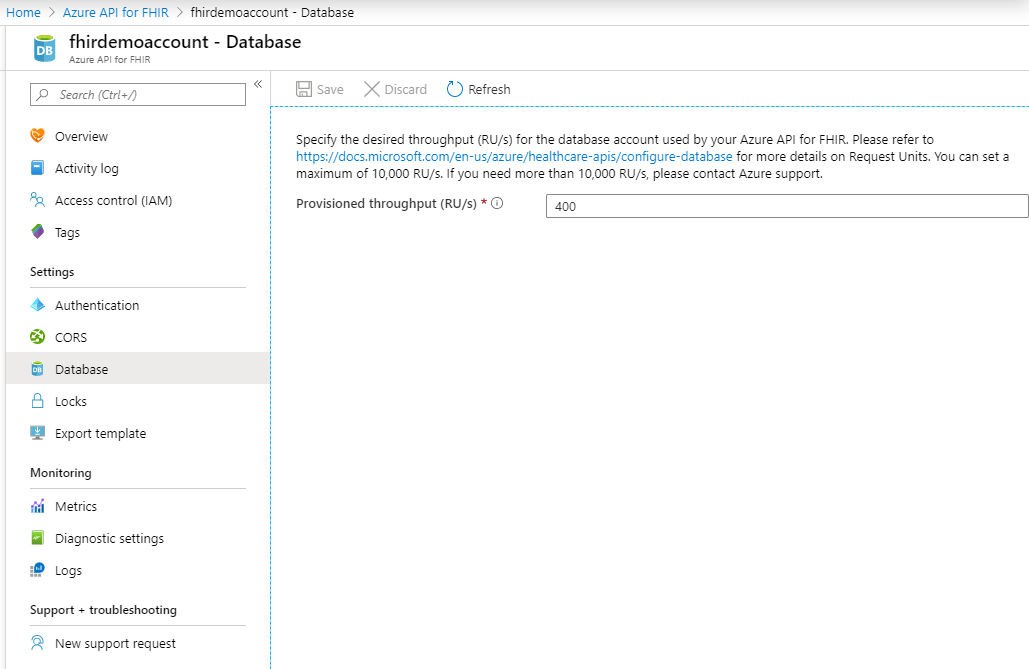 Home > Azure API for FHIR > fhirdemoaccount - Database
DB
fhirdemoaccount - Database
Azure API for FHIR
Search (Ctrl+/)
«
Overview
Activity log
Access control (IAM)
Tags
Settings
Authentication
CORS
DB
Database
Locks
Export template
Monitoring
Metrics
Diagnostic settings
Logs
Support + troubleshooting
New support request
Save Discard Refresh
Specify the desired throughput (RU/s) for the database account used by your Azure API for FHIR. Please refer to
https://docs.microsoft.com/en-us/azure/healthcare-apis/configure-database for more details on Request Units. You can set a
maximum of 10,000 RU/s. If you need more than 10,000 RU/s, please contact Azure support.
Provisioned throughput (RU/s) * i
400